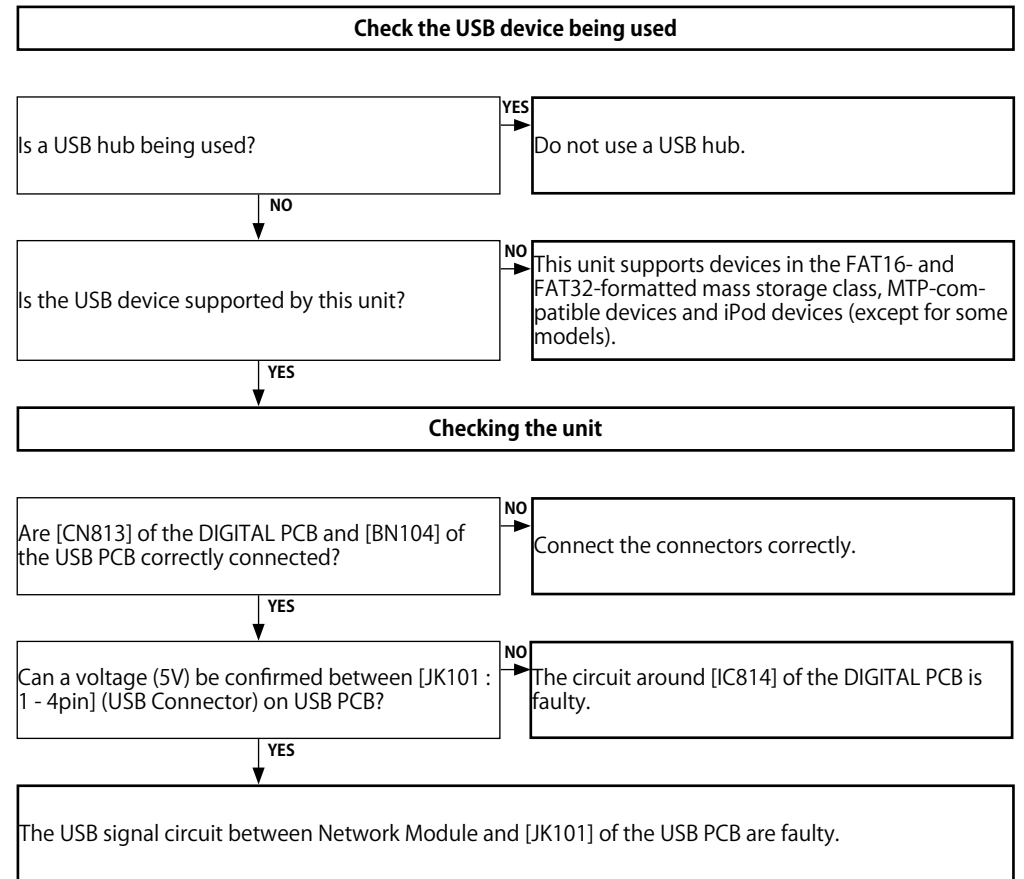 Check the USB device being used
Is a USB hub being used?
YES
Do not use a USB hub.
NO
Is the USB device supported by this unit?
NO
This unit supports devices in the FAT16- and
FAT32-formatted mass storage class, MTP-com-
patible devices and iPod devices (except for some
models).
YES
Checking the unit
Are [CN813] of the DIGITAL PCB and [BN104] of
the USB PCB correctly connected?
NO
Connect the connectors correctly.
YES
Can a voltage (5V) be confirmed between [JK101 :
1 - 4pin] (USB Connector) on USB PCB?
NO
The circuit around [IC814] of the DIGITAL PCB is
faulty.
YES
The USB signal circuit between Network Module and [JK101] of the USB PCB are faulty.